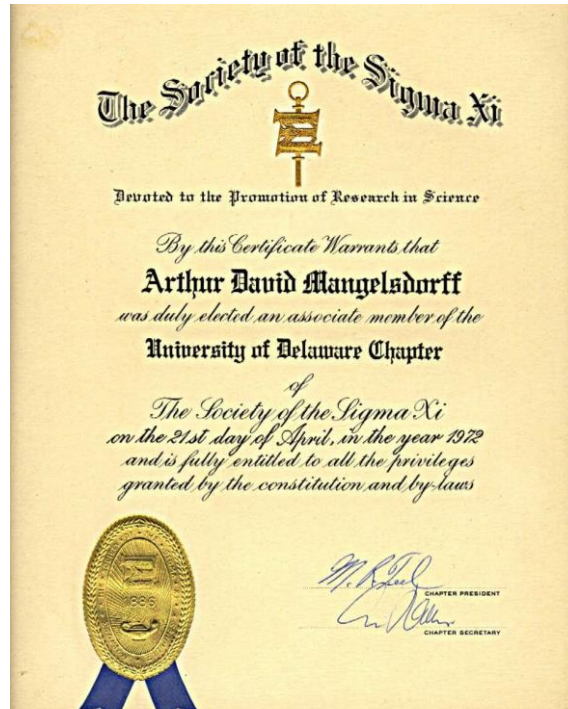 The Society of the Sigma Xi
Devoted to the Promotion of Research in Science
By this Certificate Warrants that
Arthur David Mangelsdorff
was duly elected an associate member of the
University of Delaware Chapter
of
The Society of the Sigma Xi
on the 21st day of April, in the year 1972
and is fully entitled to all the privileges
granted by the constitution and by-laws
1886
CHAPTER PRESIDENT
CHAPTER SECRETARY